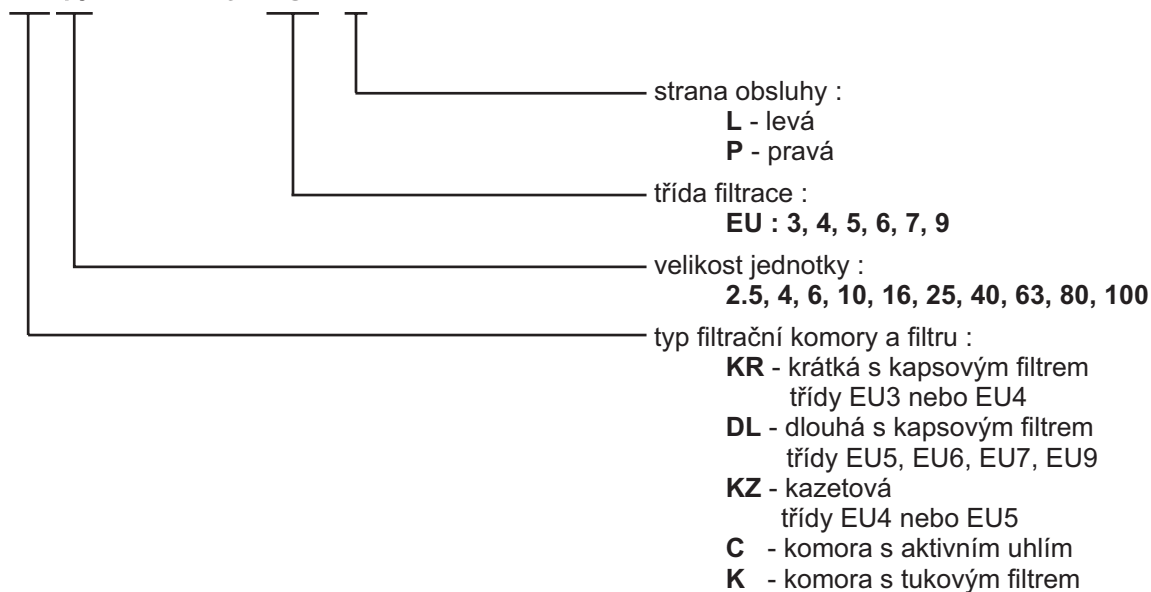 strana obsluhy :
L - levá
P - pravá
třída filtrace :
EU : 3, 4, 5, 6, 7, 9
velikost jednotky :
2.5, 4, 6, 10, 16, 25, 40, 63, 80, 100
typ filtrační komory a filtru :
KR - krátká s kapsovým filtrem
třídy EU3 nebo EU4
DL - dlouhá s kapsovým filtrem
třídy EU5, EU6, EU7, EU9
KZ - kazetová
třídy EU4 nebo EU5
C - komora s aktivním uhlím
K - komora s tukovým filtrem